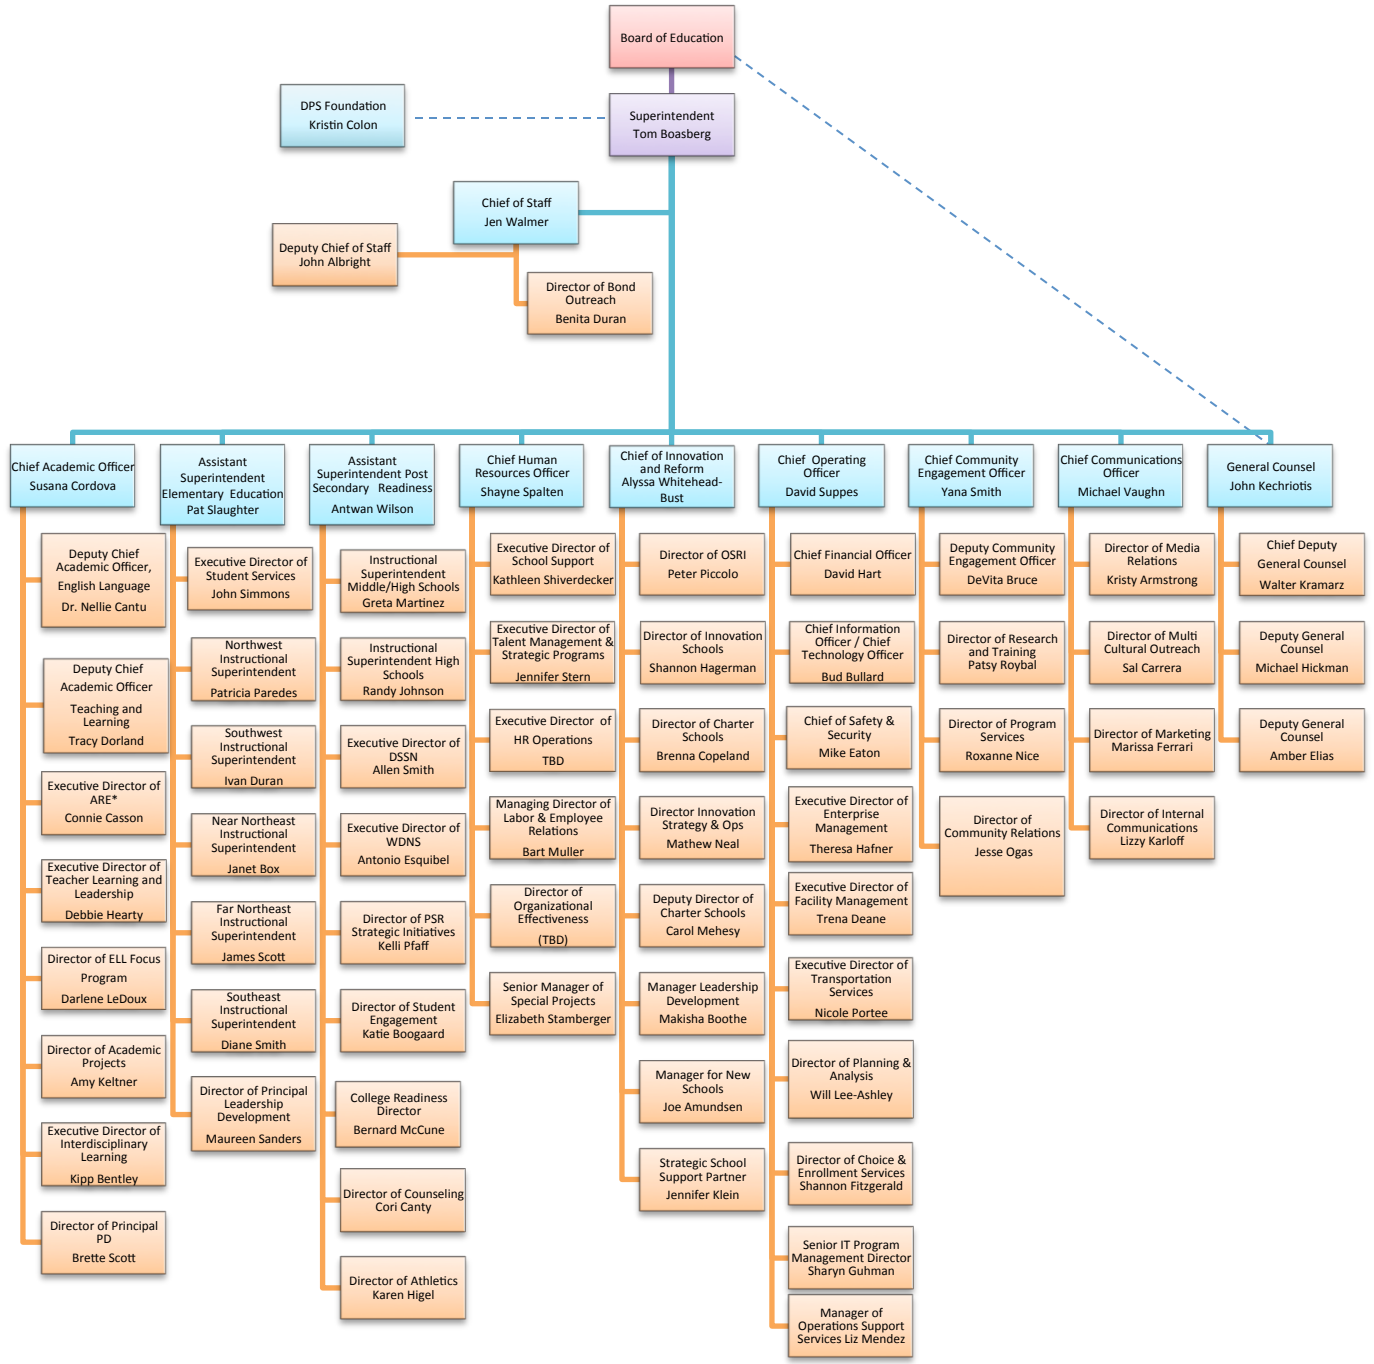 Board of Education
DPS Foundation
Kristin Colon
Superintendent
Tom Boasberg
Chief of Staff
Jen Walmer
Deputy Chief of Staff
John Albright
Director of Bond
Outreach
Benita Duran
Chief Academic Officer
Susana Cordova
Deputy Chief
Academic Officer,
English Language
Dr. Nellie Cantu
Deputy Chief
Academic Officer
Teaching and
Learning
Tracy Dorland
Executive Director of
ARE*
Connie Casson
Executive Director of
Teacher Learning and
Leadership
Debbie Hearty
Director of ELL Focus
Program
Darlene LeDoux
Director of Academic
Projects
Amy Keltner
Executive Director of
Interdisciplinary
Learning
Kipp Bentley
Director of Principal
PD
Brette Scott
Assistant
Superintendent
Elementary Education
Pat Slaughter
Executive Director of
Student Services
John Simmons
Northwest
Instructional
Superintendent
Patricia Paredes
Southwest
Instructional
Superintendent
Ivan Duran
Near Northeast
Instructional
Superintendent
Janet Box
Far Northeast
Instructional
Superintendent
James Scott
Southeast
Instructional
Superintendent
Diane Smith
Director of Principal
Leadership
Development
Maureen Sanders
Assistant
Superintendent Post
Secondary Readiness
Antwan Wilson
Instructional
Superintendent
Middle/High Schools
Greta Martinez
Instructional
Superintendent High
Schools
Randy Johnson
Executive Director of
DSSN
Allen Smith
Executive Director of
WDNS
Antonio Esquibel
Director of PSR
Strategic Initiatives
Kelli Pfaff
Director of Student
Engagement
Katie Boogaard
College Readiness
Director
Bernard McCune
Director of Counseling
Cori Canty
Director of Athletics
Karen Higel
Chief Human
Resources Officer
Shayne Spalten
Executive Director of
School Support
Kathleen Shiverdecker
Executive Director of
Talent Management &
Strategic Programs
Jennifer Stern
Executive Director of
HR Operations
TBD
Managing Director of
Labor & Employee
Relations
Bart Muller
Director of
Organizational
Effectiveness
(TBD)
Senior Manager of
Special Projects
Elizabeth Stamberger
Chief of Innovation
and Reform
Alyssa Whitehead-
Bust
Director of OSRI
Peter Piccolo
Director of Innovation
Schools
Shannon Hagerman
Director of Charter
Schools
Brenna Copeland
Director Innovation
Strategy & Ops
Mathew Neal
Deputy Director of
Charter Schools
Carol Mehesy
Manager Leadership
Development
Makisha Boothe
Manager for New
Schools
Joe Amundsen
Strategic School
Support Partner
Jennifer Klein
Chief Operating
Officer
David Suppes
Chief Financial Officer
David Hart
Chief Information
Officer / Chief
Technology Officer
Bud Bullard
Chief of Safety &
Security
Mike Eaton
Executive Director of
Enterprise
Management
Theresa Hafner
Executive Director of
Facility Management
Trena Deane
Executive Director of
Transportation
Services
Nicole Portee
Director of Planning &
Analysis
Will Lee-Ashley
Director of Choice &
Enrollment Services
Shannon Fitzgerald
Senior IT Program
Management Director
Sharyn Guhman
Manager of
Operations Support
Services Liz Mendez
Chief Community
Engagement Officer
Yana Smith
Deputy Community
Engagement Officer
DeVita Bruce
Director of Research
and Training
Patsy Roybal
Director of Program
Services
Roxanne Nice
Director of
Community Relations
Jesse Ogas
Chief Communications
Officer
Michael Vaughn
Director of Media
Relations
Kristy Armstrong
Director of Multi
Cultural Outreach
Sal Carrera
Director of Marketing
Marissa Ferrari
Director of Internal
Communications
Lizzy Karloff
General Counsel
John Kechriotis
Chief Deputy
General Counsel
Walter Kramarz
Deputy General
Counsel
Michael Hickman
Deputy General
Counsel
Amber Elias